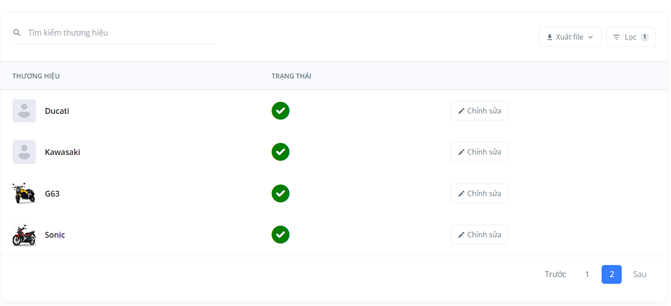 Tìm kiếm thương hiệu
Xuất file
Lọc 1
THƯƠNG HIỆU TRẠNG THÁI
Ducati Chỉnh sửa
Kawasaki Chỉnh sửa
G63 Chỉnh sửa
Sonic Chỉnh sửa
Trước 1 2 Sau